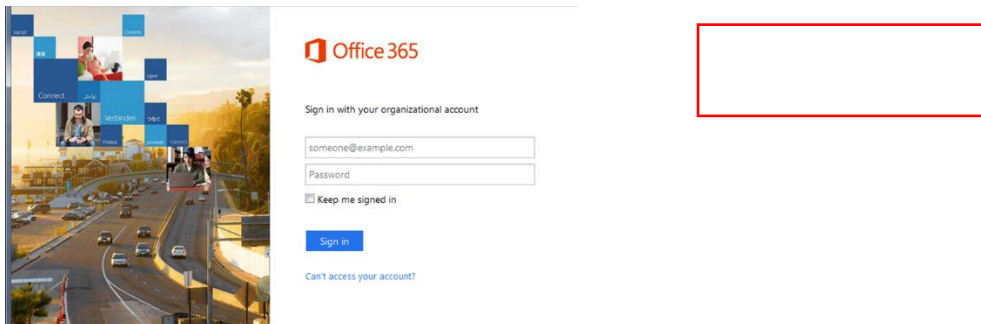 Office 365
Sign in with your organizational account
someone@example.com
Password
Keep me signed in
Sign in
Can't access your account?
Connect
Verbinden